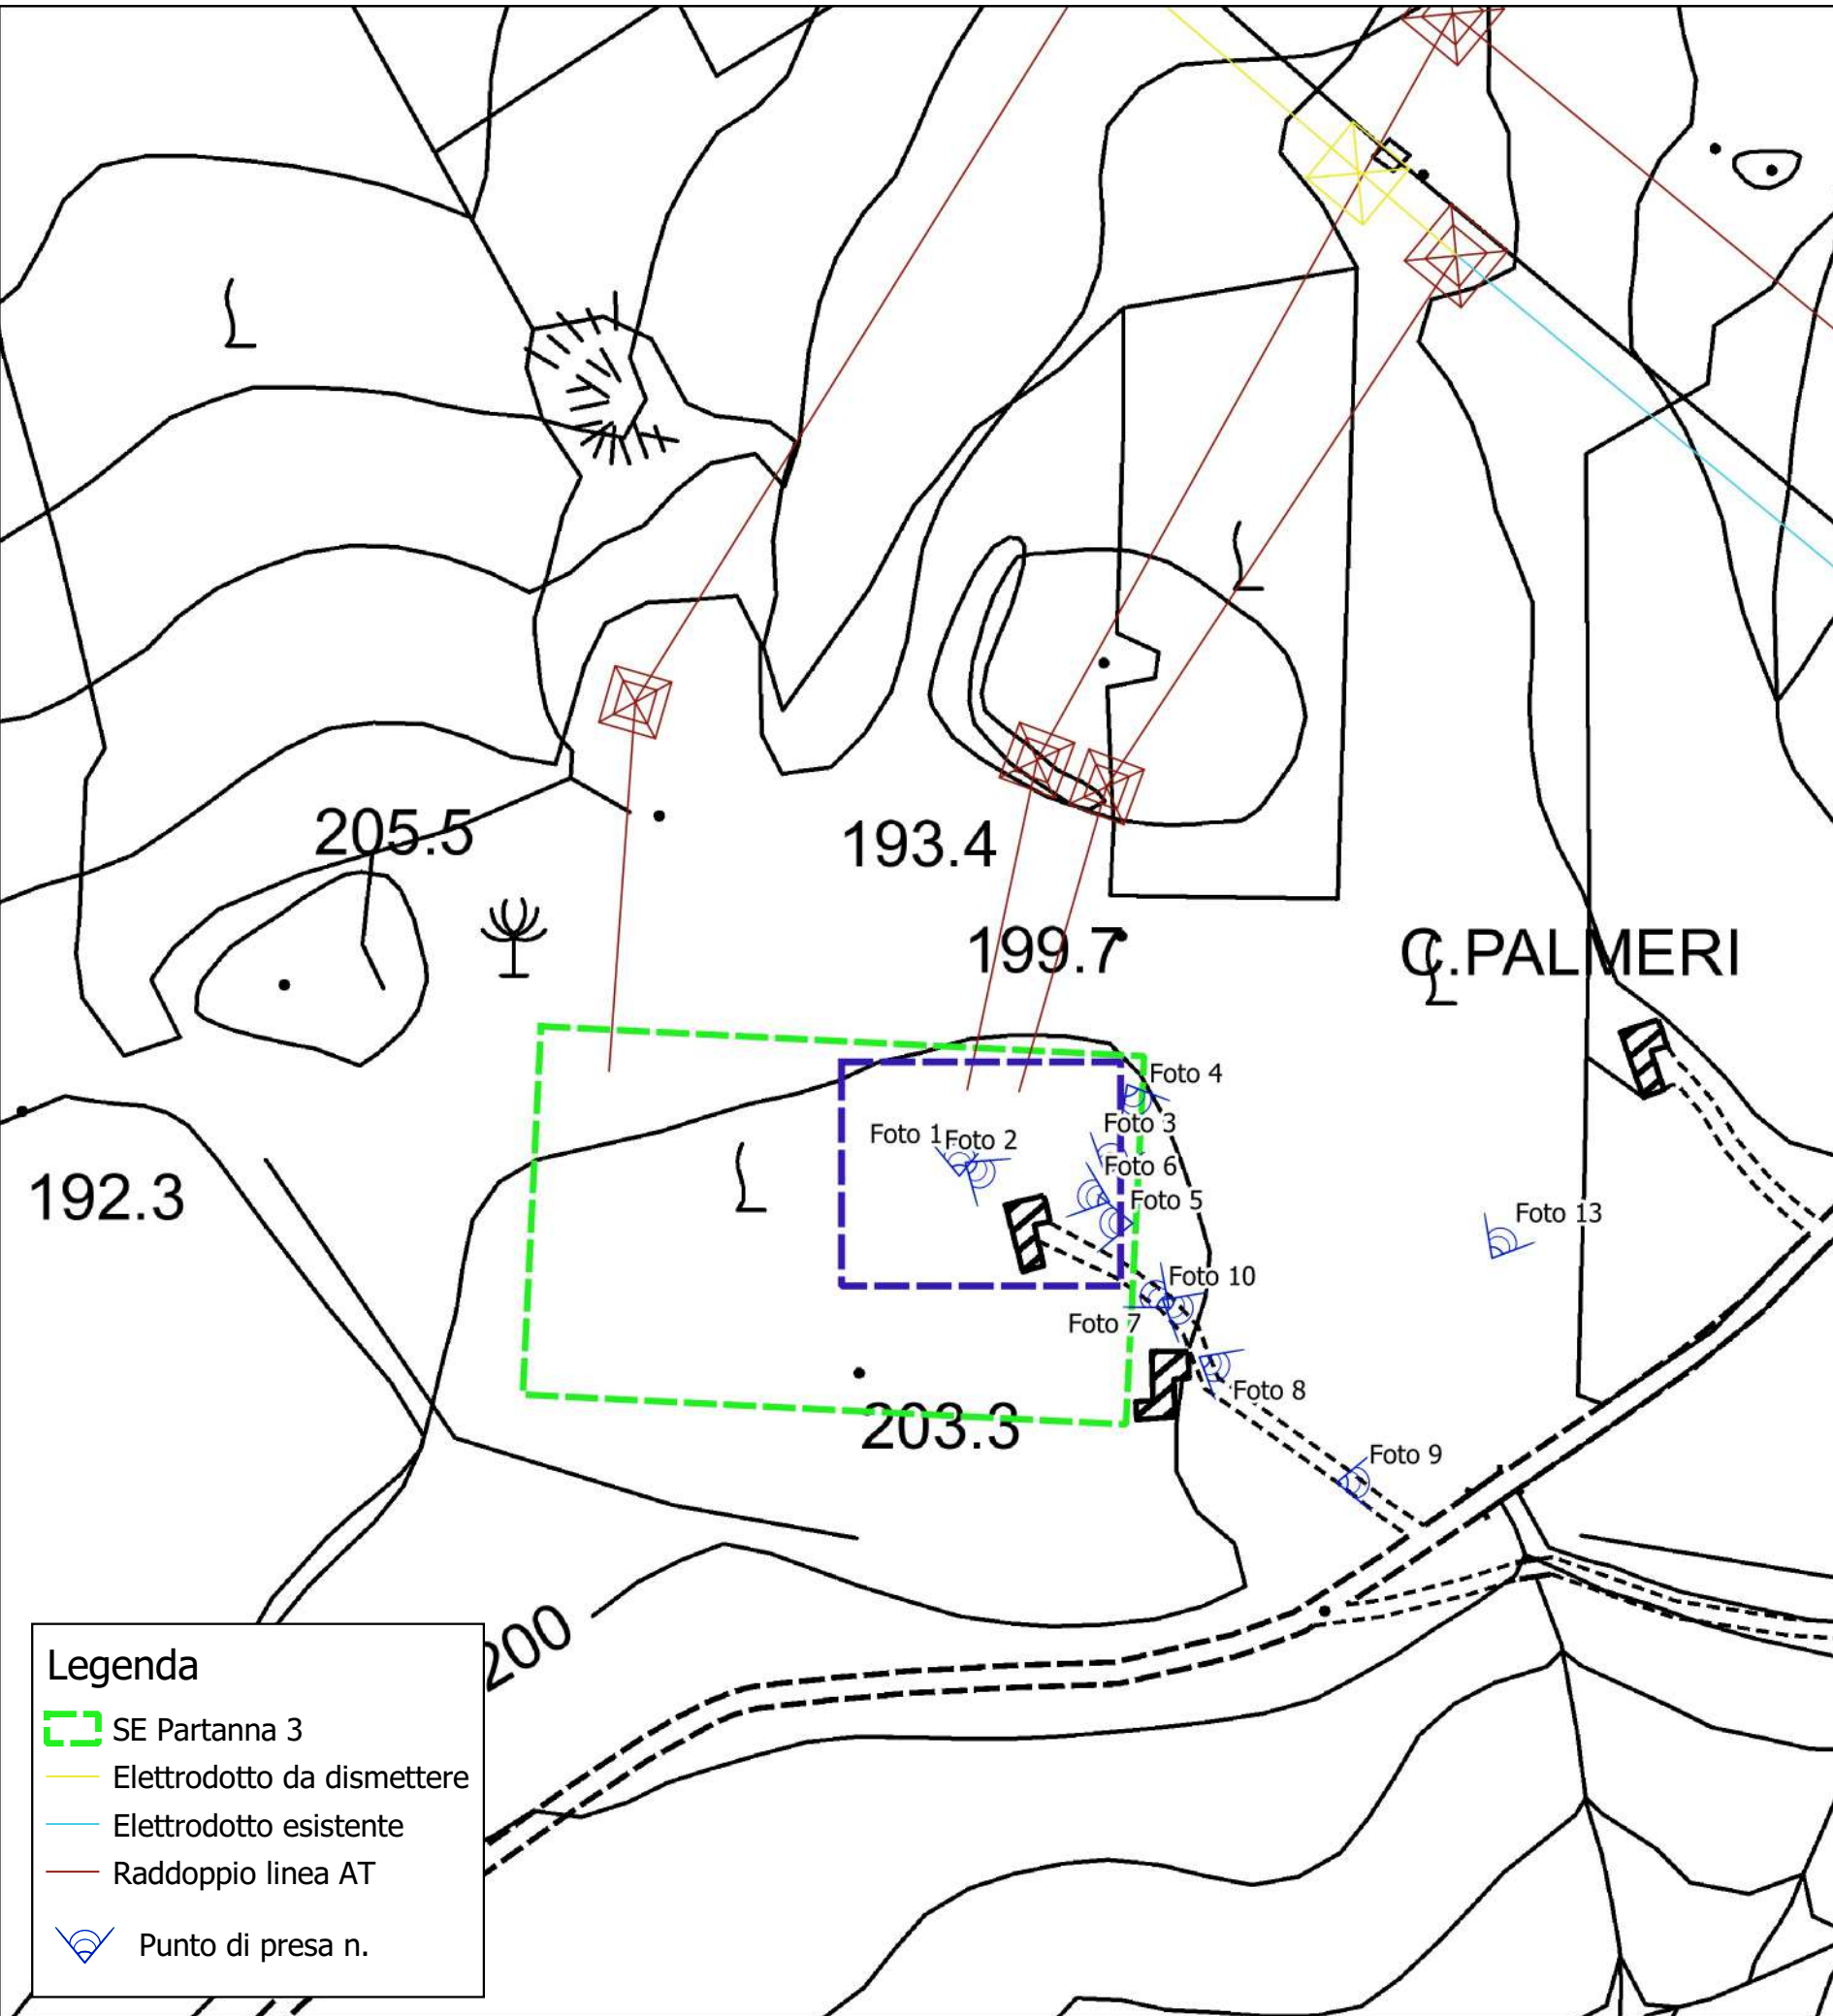 205.5
193.4
199.7
C.PALMERI
Foto 4
Foto 3
Foto 1
Foto 2
Foto 6
192.3
Foto 5
Foto 13
Foto 10
Foto 7
Foto 8
203.3
Foto 9
200
Legenda
SE Partanna 3
Elettrodotto da dismettere
Elettrodotto esistente
Raddoppio linea AT
Punto di presa n.